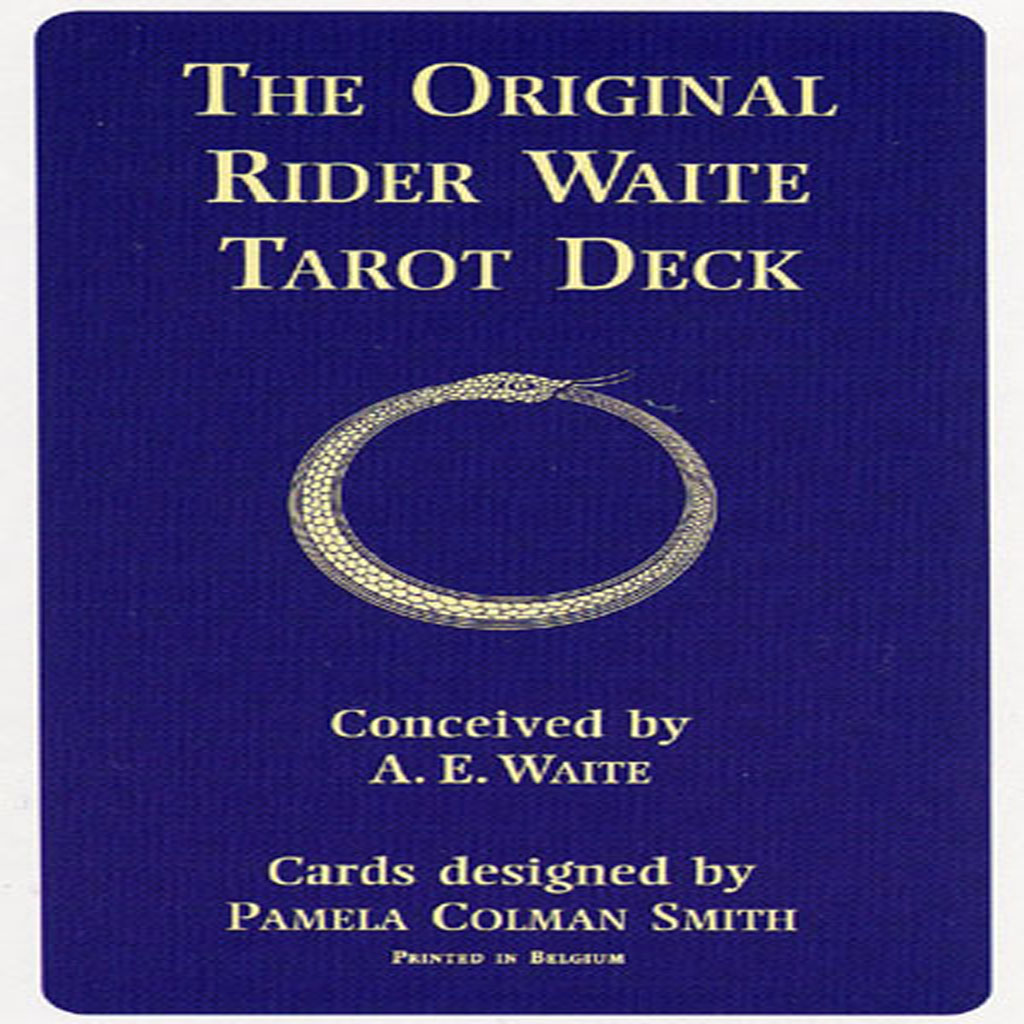 THE ORIGINAL
RIDER WAITE
TAROT DECK
Conceived by
A. E. WAITE
Cards designed by
PAMELA COLMAN SMITH
PRINTED IN BELGIUM